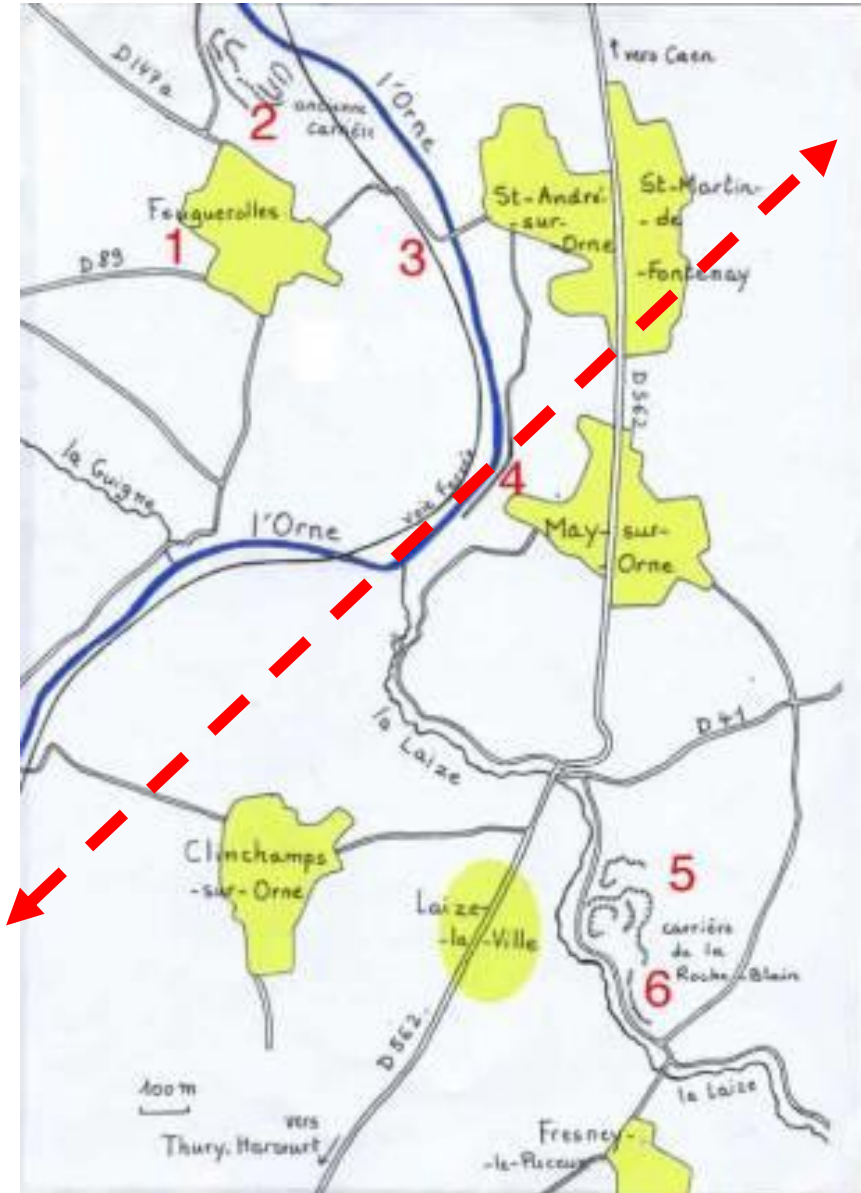 D147a
l'Orne
↑ vers Caen
2
ancienne
carrière
Feuguerolles
St-André
-sur-
-Orne
St-Martin-
-de
-Fontenay
1
D89
3
D562
la Guigne
voie Ferrée
4
l'Orne
May-sur-
-Orne
la Laize
D41
Clinchamps
-sur-Orne
Laize-
-la-Ville
5
carrière
de la
Roche-Blain
6
D562
100m
vers
Thury-Harcourt
la Laize
Fresney-
-le-Puceux